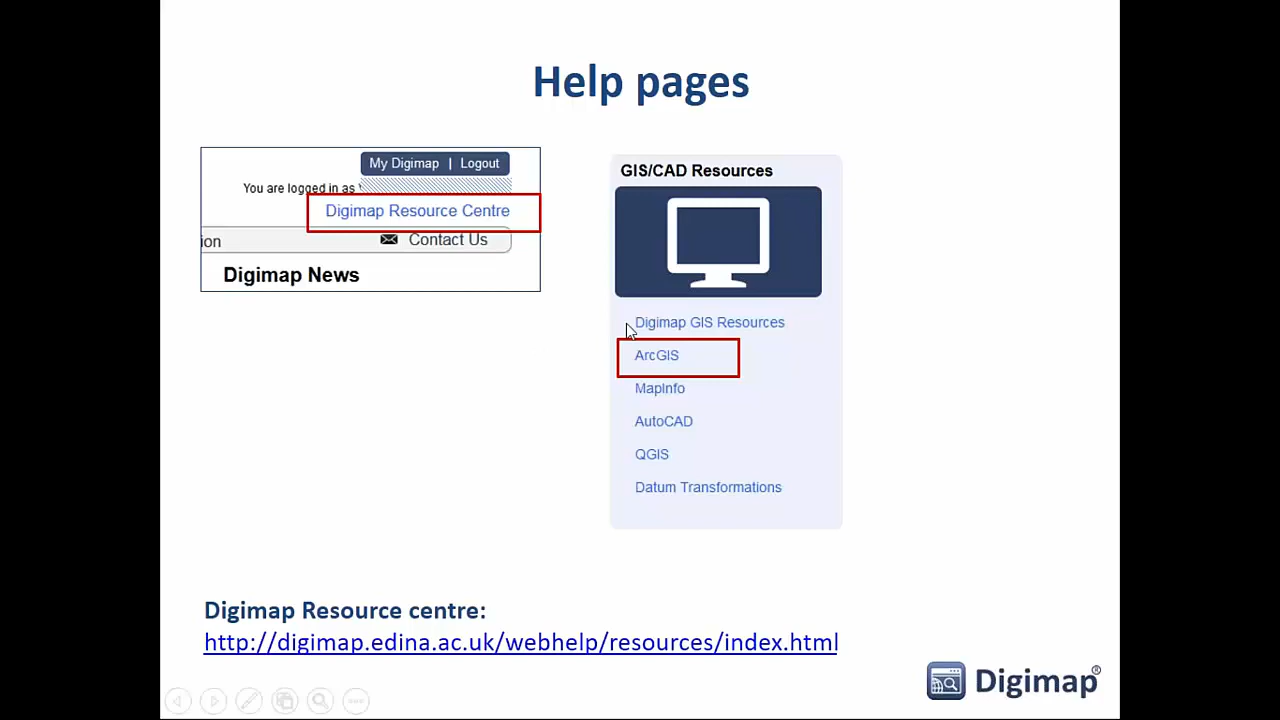 Help pages
My Digimap | Logout
You are logged in as
Digimap Resource Centre
ion
Contact Us
Digimap News
GIS/CAD Resources
Digimap GIS Resources
ArcGIS
MapInfo
AutoCAD
QGIS
Datum Transformations
Digimap Resource centre:
http://digimap.edina.ac.uk/webhelp/resources/index.html
Digimap®